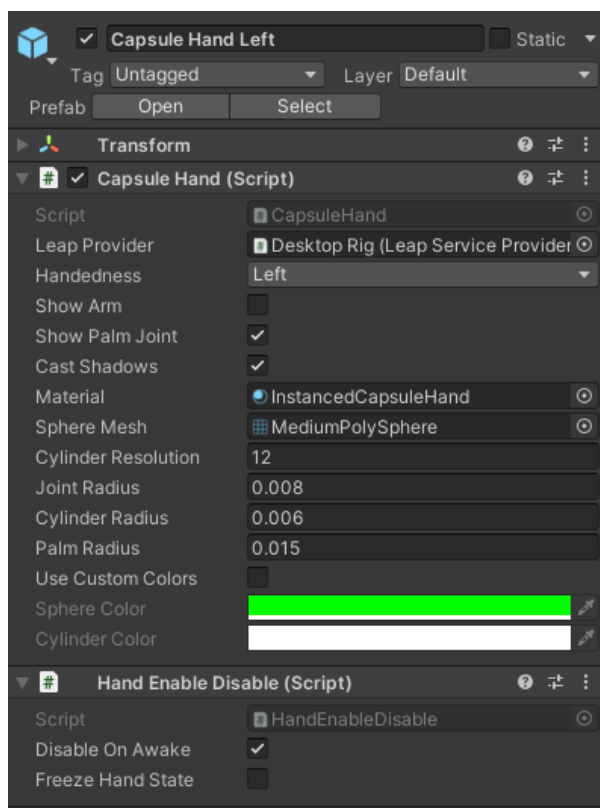 Capsule Hand Left Static
Tag Untagged Layer Default
Prefab Open Select
Transform
# Capsule Hand (Script)
Script # CapsuleHand
Leap Provider # Desktop Rig (Leap Service Provider
Handedness Left
Show Arm
Show Palm Joint
Cast Shadows
Material InstancedCapsuleHand
Sphere Mesh MediumPolySphere
Cylinder Resolution 12
Joint Radius 0.008
Cylinder Radius 0.006
Palm Radius 0.015
Use Custom Colors
Sphere Color
Cylinder Color
# Hand Enable Disable (Script)
Script # HandEnableDisable
Disable On Awake
Freeze Hand State